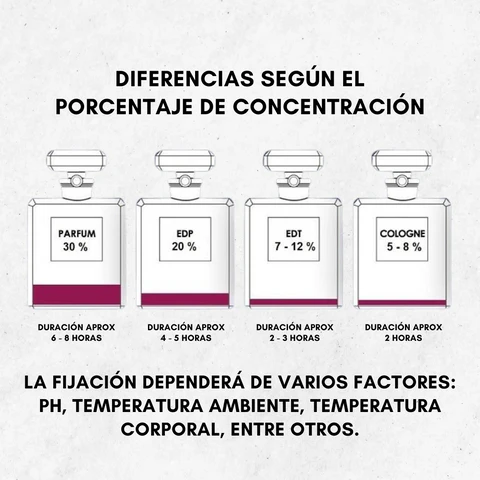 DIFERENCIAS SEGÚN EL
PORCENTAJE DE CONCENTRACIÓN
PARFUM
30 %
EDP
20 %
EDT
7 - 12 %
COLOGNE
5 - 8 %
DURACIÓN APROX
6 - 8 HORAS
DURACIÓN APROX
4 - 5 HORAS
DURACIÓN APROX
2 - 3 HORAS
DURACIÓN APROX
2 HORAS
LA FIJACIÓN DEPENDERÁ DE VARIOS FACTORES:
PH, TEMPERATURA AMBIENTE, TEMPERATURA
CORPORAL, ENTRE OTROS.